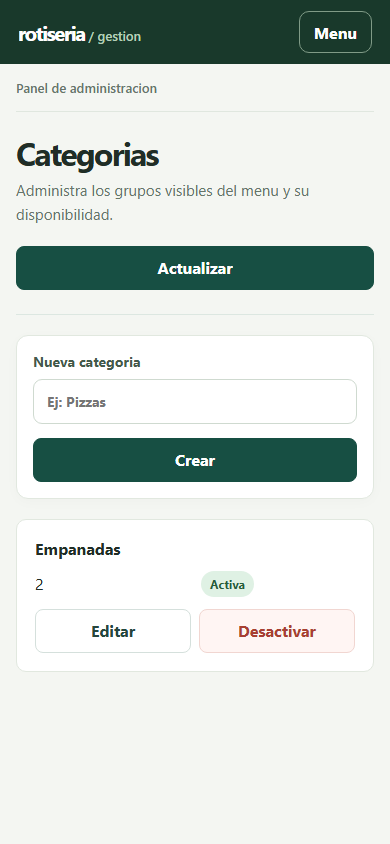 rotiseria / gestion
Menu
Panel de administracion
Categorias
Administra los grupos visibles del menu y su
disponibilidad.
Actualizar
Nueva categoria
Ej: Pizzas
Crear
Empanadas
2
Activa
Editar
Desactivar